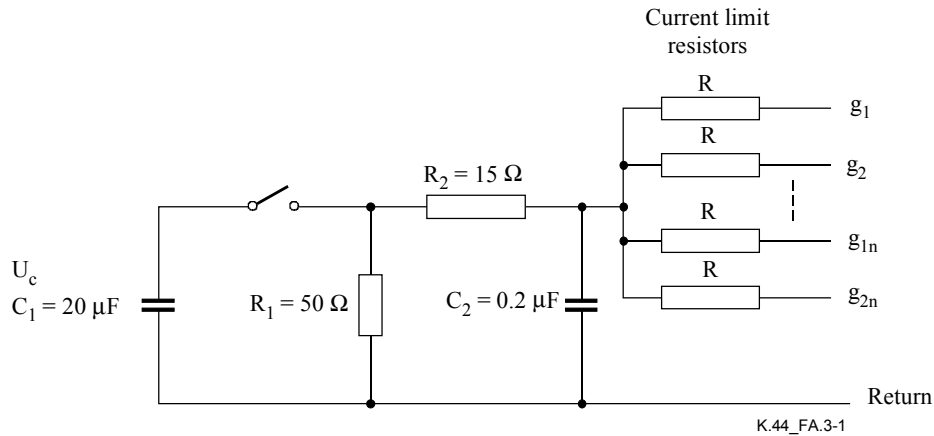 Current limit
resistors
R
g1
R
g2
R2 = 15 Ω
R
g1n
Uc
C1 = 20 μF
R1 = 50 Ω
C2 = 0.2 μF
R
g2n
Return
K.44_FA.3-1